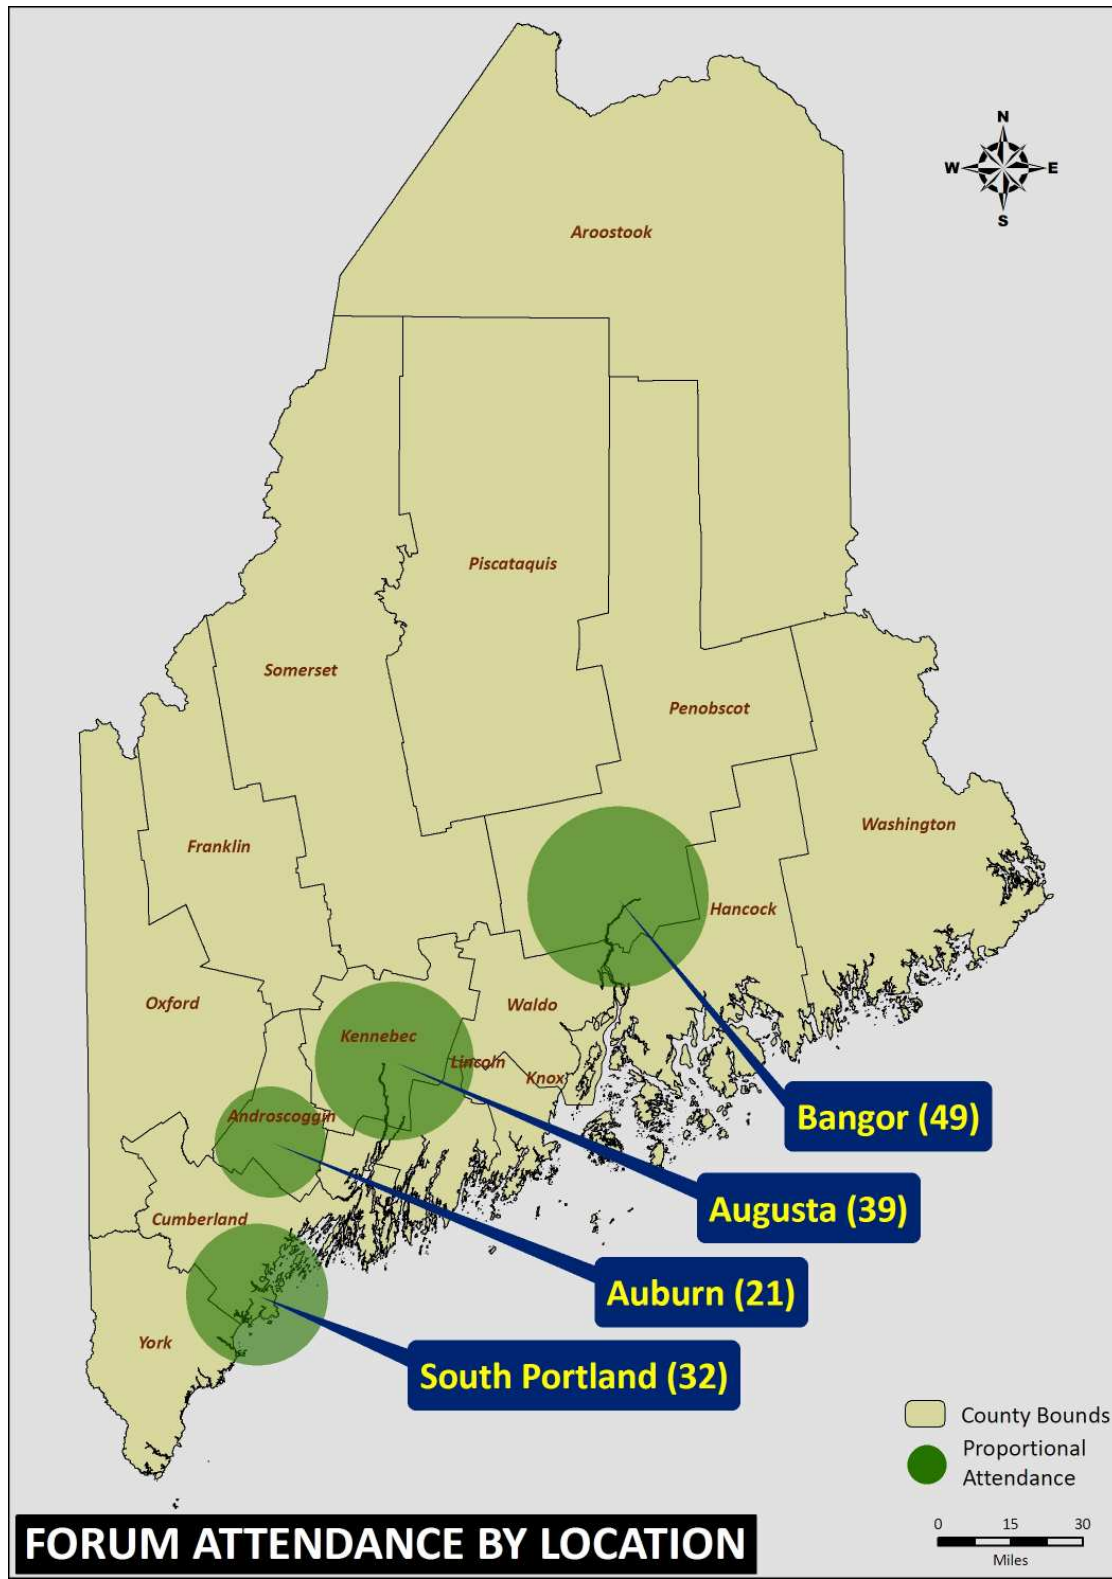 N
W E
S
Aroostook
Piscataquis
Somerset
Penobscot
Washington
Franklin
Hancock
Oxford
Waldo
Kennebec
Lincoln
Knox
Androscoggin
Bangor (49)
Augusta (39)
Cumberland
Auburn (21)
York
South Portland (32)
County Bounds
Proportional
Attendance
FORUM ATTENDANCE BY LOCATION
0 15 30
Miles